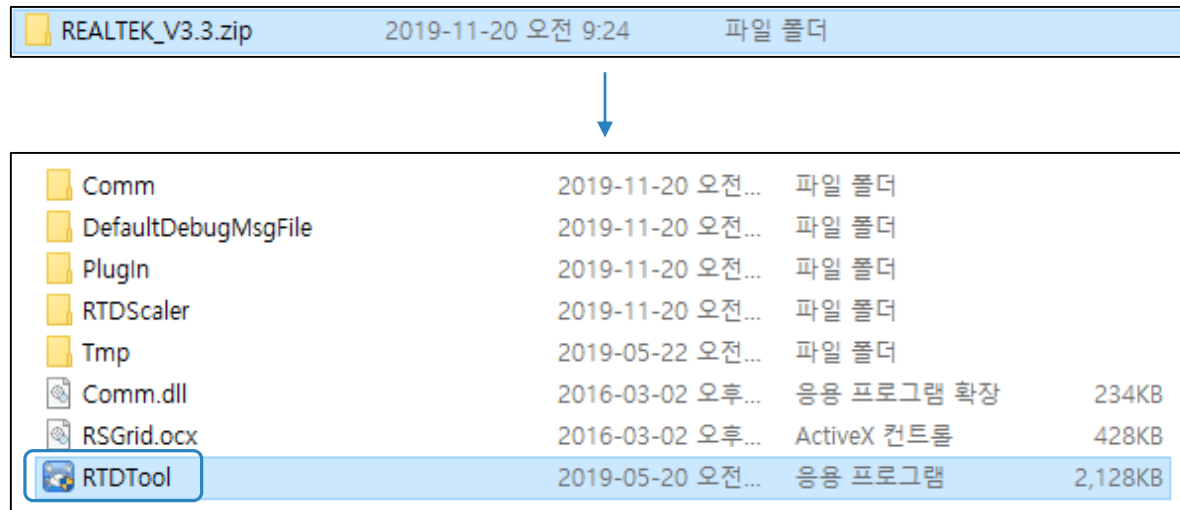 REALTEK_V3.3.zip 2019-11-20 오전 9:24 파일 폴더
Comm 2019-11-20 오전... 파일 폴더
DefaultDebugMsgFile 2019-11-20 오전... 파일 폴더
PlugIn 2019-11-20 오전... 파일 폴더
RTDScaler 2019-11-20 오전... 파일 폴더
Tmp 2019-05-22 오전... 파일 폴더
Comm.dll 2016-03-02 오후... 응용 프로그램 확장 234KB
RSGrid.ocx 2016-03-02 오후... ActiveX 컨트롤 428KB
RTDTool 2019-05-20 오전... 응용 프로그램 2,128KB